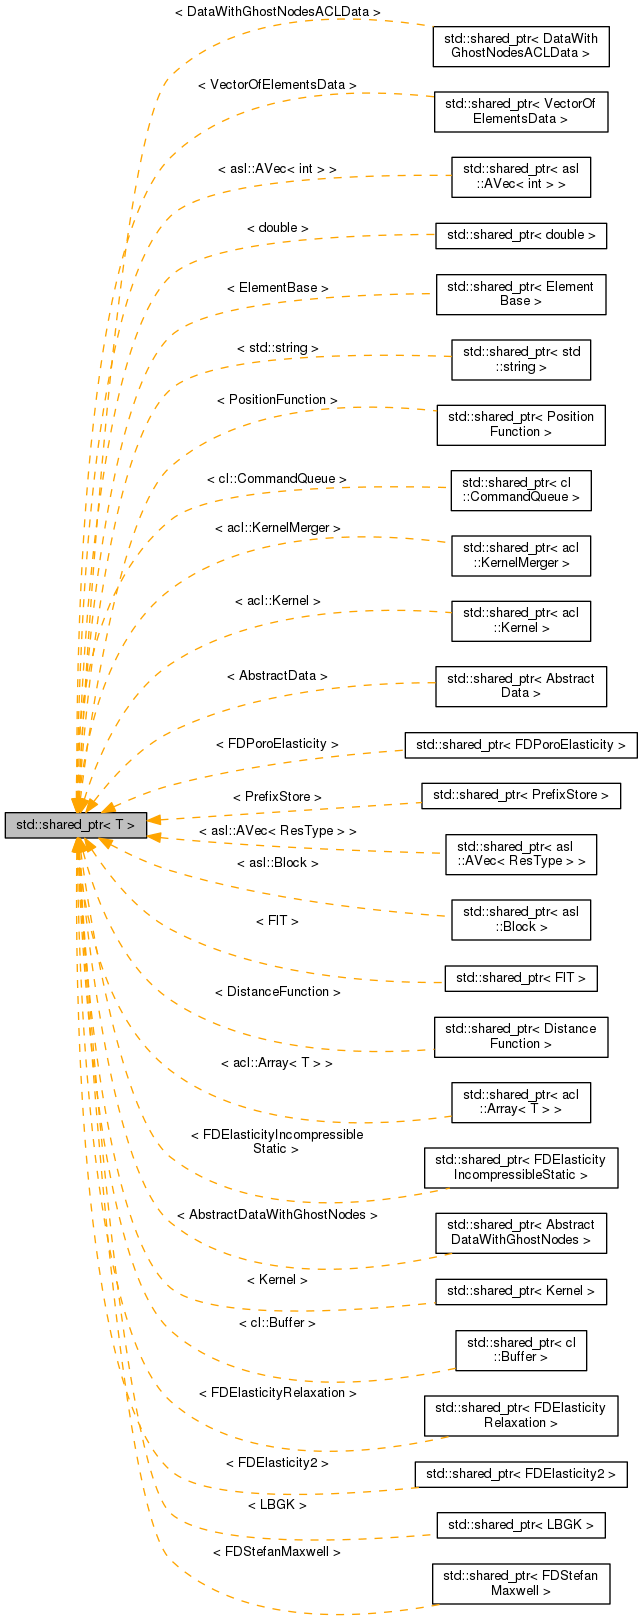 < DataWithGhostNodesACLData >
std::shared_ptr< DataWith
GhostNodesACLData >
< VectorOfElementsData >
std::shared_ptr< VectorOf
ElementsData >
< asl::AVec< int > >
std::shared_ptr< asl
::AVec< int > >
< double >
std::shared_ptr< double >
< ElementBase >
std::shared_ptr< Element
Base >
< std::string >
std::shared_ptr< std
::string >
< PositionFunction >
std::shared_ptr< Position
Function >
< cl::CommandQueue >
std::shared_ptr< cl
::CommandQueue >
< acl::KernelMerger >
std::shared_ptr< acl
::KernelMerger >
< acl::Kernel >
std::shared_ptr< acl
::Kernel >
< AbstractData >
std::shared_ptr< Abstract
Data >
< FDPoroElasticity >
std::shared_ptr< FDPoroElasticity >
< PrefixStore >
std::shared_ptr< PrefixStore >
std::shared_ptr< T >
< asl::AVec< ResType > >
std::shared_ptr< asl
::AVec< ResType > >
< asl::Block >
std::shared_ptr< asl
::Block >
< FIT >
std::shared_ptr< FIT >
< DistanceFunction >
std::shared_ptr< Distance
Function >
< acl::Array< T > >
std::shared_ptr< acl
::Array< T > >
< FDElasticityIncompressible
Static >
std::shared_ptr< FDElasticity
IncompressibleStatic >
< AbstractDataWithGhostNodes >
std::shared_ptr< Abstract
DataWithGhostNodes >
< Kernel >
std::shared_ptr< Kernel >
< cl::Buffer >
std::shared_ptr< cl
::Buffer >
< FDElasticityRelaxation >
std::shared_ptr< FDElasticity
Relaxation >
< FDElasticity2 >
std::shared_ptr< FDElasticity2 >
< LBGK >
std::shared_ptr< LBGK >
< FDStefanMaxwell >
std::shared_ptr< FDStefan
Maxwell >